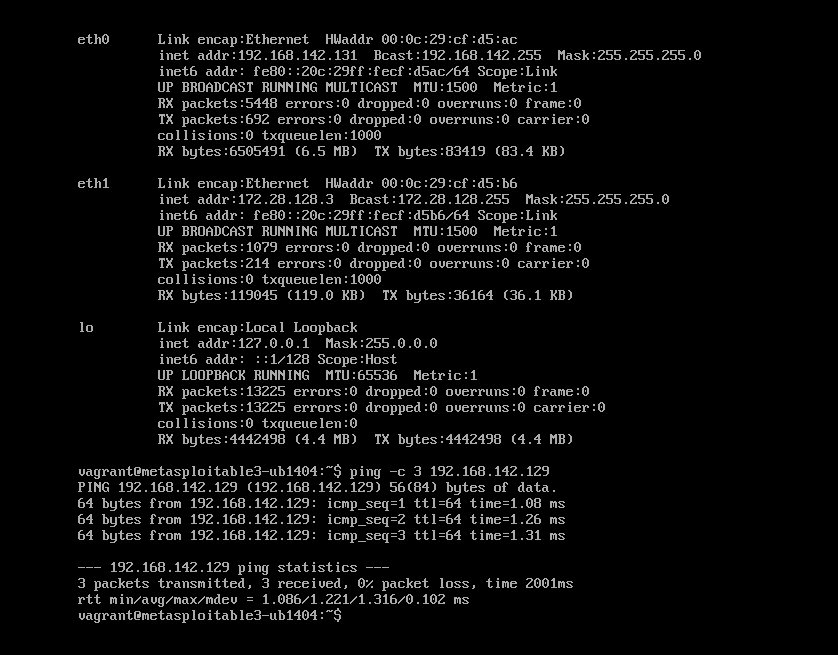 eth0      Link encap:Ethernet  HWaddr 00:0c:29:cf:d5:ac
          inet addr:192.168.142.131  Bcast:192.168.142.255  Mask:255.255.255.0
          inet6 addr: fe80::20c:29ff:fecf:d5ac/64 Scope:Link
          UP BROADCAST RUNNING MULTICAST  MTU:1500  Metric:1
          RX packets:5448 errors:0 dropped:0 overruns:0 frame:0
          TX packets:692 errors:0 dropped:0 overruns:0 carrier:0
          collisions:0 txqueuelen:1000
          RX bytes:6505491 (6.5 MB)  TX bytes:83419 (83.4 KB)

eth1      Link encap:Ethernet  HWaddr 00:0c:29:cf:d5:b6
          inet addr:172.28.128.3  Bcast:172.28.128.255  Mask:255.255.255.0
          inet6 addr: fe80::20c:29ff:fecf:d5b6/64 Scope:Link
          UP BROADCAST RUNNING MULTICAST  MTU:1500  Metric:1
          RX packets:1079 errors:0 dropped:0 overruns:0 frame:0
          TX packets:214 errors:0 dropped:0 overruns:0 carrier:0
          collisions:0 txqueuelen:1000
          RX bytes:119045 (119.0 KB)  TX bytes:36164 (36.1 KB)

lo        Link encap:Local Loopback
          inet addr:127.0.0.1  Mask:255.0.0.0
          inet6 addr: ::1/128 Scope:Host
          UP LOOPBACK RUNNING  MTU:65536  Metric:1
          RX packets:13225 errors:0 dropped:0 overruns:0 frame:0
          TX packets:13225 errors:0 dropped:0 overruns:0 carrier:0
          collisions:0 txqueuelen:0
          RX bytes:4442498 (4.4 MB)  TX bytes:4442498 (4.4 MB)

vagrant@metasploitable3-ub1404:~$ ping -c 3 192.168.142.129
PING 192.168.142.129 (192.168.142.129) 56(84) bytes of data.
64 bytes from 192.168.142.129: icmp_seq=1 ttl=64 time=1.08 ms
64 bytes from 192.168.142.129: icmp_seq=2 ttl=64 time=1.26 ms
64 bytes from 192.168.142.129: icmp_seq=3 ttl=64 time=1.31 ms

--- 192.168.142.129 ping statistics ---
3 packets transmitted, 3 received, 0% packet loss, time 2001ms
rtt min/avg/max/mdev = 1.086/1.221/1.316/0.102 ms
vagrant@metasploitable3-ub1404:~$